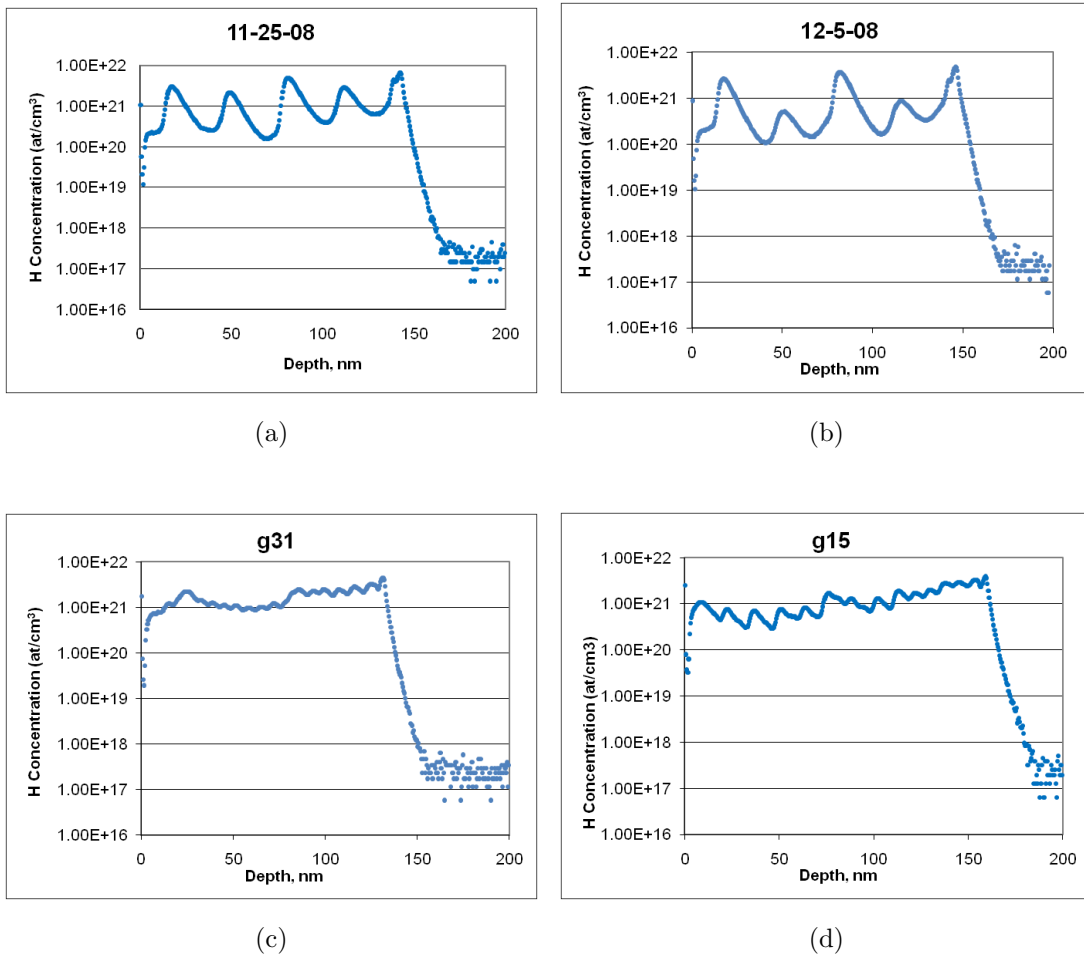 11-25-08
H Concentration (at/cm³)
1.00E+22
1.00E+21
1.00E+20
1.00E+19
1.00E+18
1.00E+17
1.00E+16
0 50 100 150 200
Depth, nm
(a)
12-5-08
H Concentration (at/cm³)
1.00E+22
1.00E+21
1.00E+20
1.00E+19
1.00E+18
1.00E+17
1.00E+16
0 50 100 150 200
Depth, nm
(b)
g31
H Concentration (at/cm³)
1.00E+22
1.00E+21
1.00E+20
1.00E+19
1.00E+18
1.00E+17
1.00E+16
0 50 100 150 200
Depth, nm
(c)
g15
H Concentration (at/cm3)
1.00E+22
1.00E+21
1.00E+20
1.00E+19
1.00E+18
1.00E+17
1.00E+16
0 50 100 150 200
Depth, nm
(d)